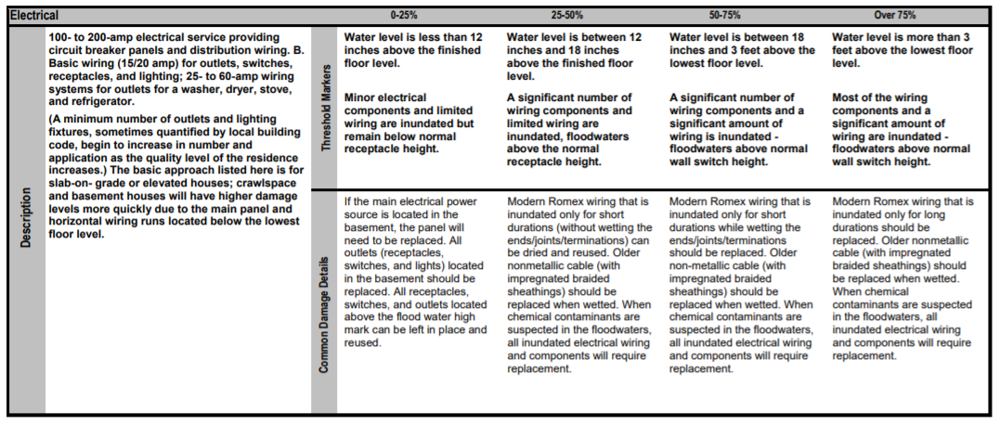 Electrical
0-25%
25-50%
50-75%
Over 75%
Description
100- to 200-amp electrical service providing
circuit breaker panels and distribution wiring. B.
Basic wiring (15/20 amp) for outlets, switches,
receptacles, and lighting; 25- to 60-amp wiring
systems for outlets for a washer, dryer, stove,
and refrigerator.
(A minimum number of outlets and lighting
fixtures, sometimes quantified by local building
code, begin to increase in number and
application as the quality level of the residence
increases.) The basic approach listed here is for
slab-on- grade or elevated houses; crawlspace
and basement houses will have higher damage
levels more quickly due to the main panel and
horizontal wiring runs located below the lowest
floor level.
Threshold Markers
Water level is less than 12
inches above the finished
floor level.
Minor electrical
components and limited
wiring are inundated but
remain below normal
receptacle height.
Water level is between 12
inches and 18 inches
above the finished floor
level.
A significant number of
wiring components and
limited wiring are
inundated, floodwaters
above the normal
receptacle height.
Water level is between 18
inches and 3 feet above the
lowest floor level.
A significant number of
wiring components and a
significant amount of
wiring is inundated -
floodwaters above normal
wall switch height.
Water level is more than 3
feet above the lowest floor
level.
Most of the wiring
components and a
significant amount of
wiring are inundated -
floodwaters above normal
wall switch height.
Common Damage Details
If the main electrical power
source is located in the
basement, the panel will
need to be replaced. All
outlets (receptacles,
switches, and lights) located
in the basement should be
replaced. All receptacles,
switches, and outlets located
above the flood water high
mark can be left in place and
reused.
Modern Romex wiring that is
inundated only for short
durations (without wetting the
ends/joints/terminations) can
be dried and reused. Older
nonmetallic cable (with
impregnated braided
sheathings) should be
replaced when wetted. When
chemical contaminants are
suspected in the floodwaters,
all inundated electrical wiring
and components will require
replacement.
Modern Romex wiring that is
inundated only for short
durations while wetting the
ends/joints/terminations
should be replaced. Older
non-metallic cable (with
impregnated braided
sheathings) should be
replaced when wetted. When
chemical contaminants are
suspected in the floodwaters,
all inundated electrical wiring
and components will require
replacement.
Modern Romex wiring that is
inundated only for long
durations should be
replaced. Older nonmetallic
cable (with impregnated
braided sheathings) should
be replaced when wetted.
When chemical
contaminants are suspected
in the floodwaters, all
inundated electrical wiring
and components will require
replacement.